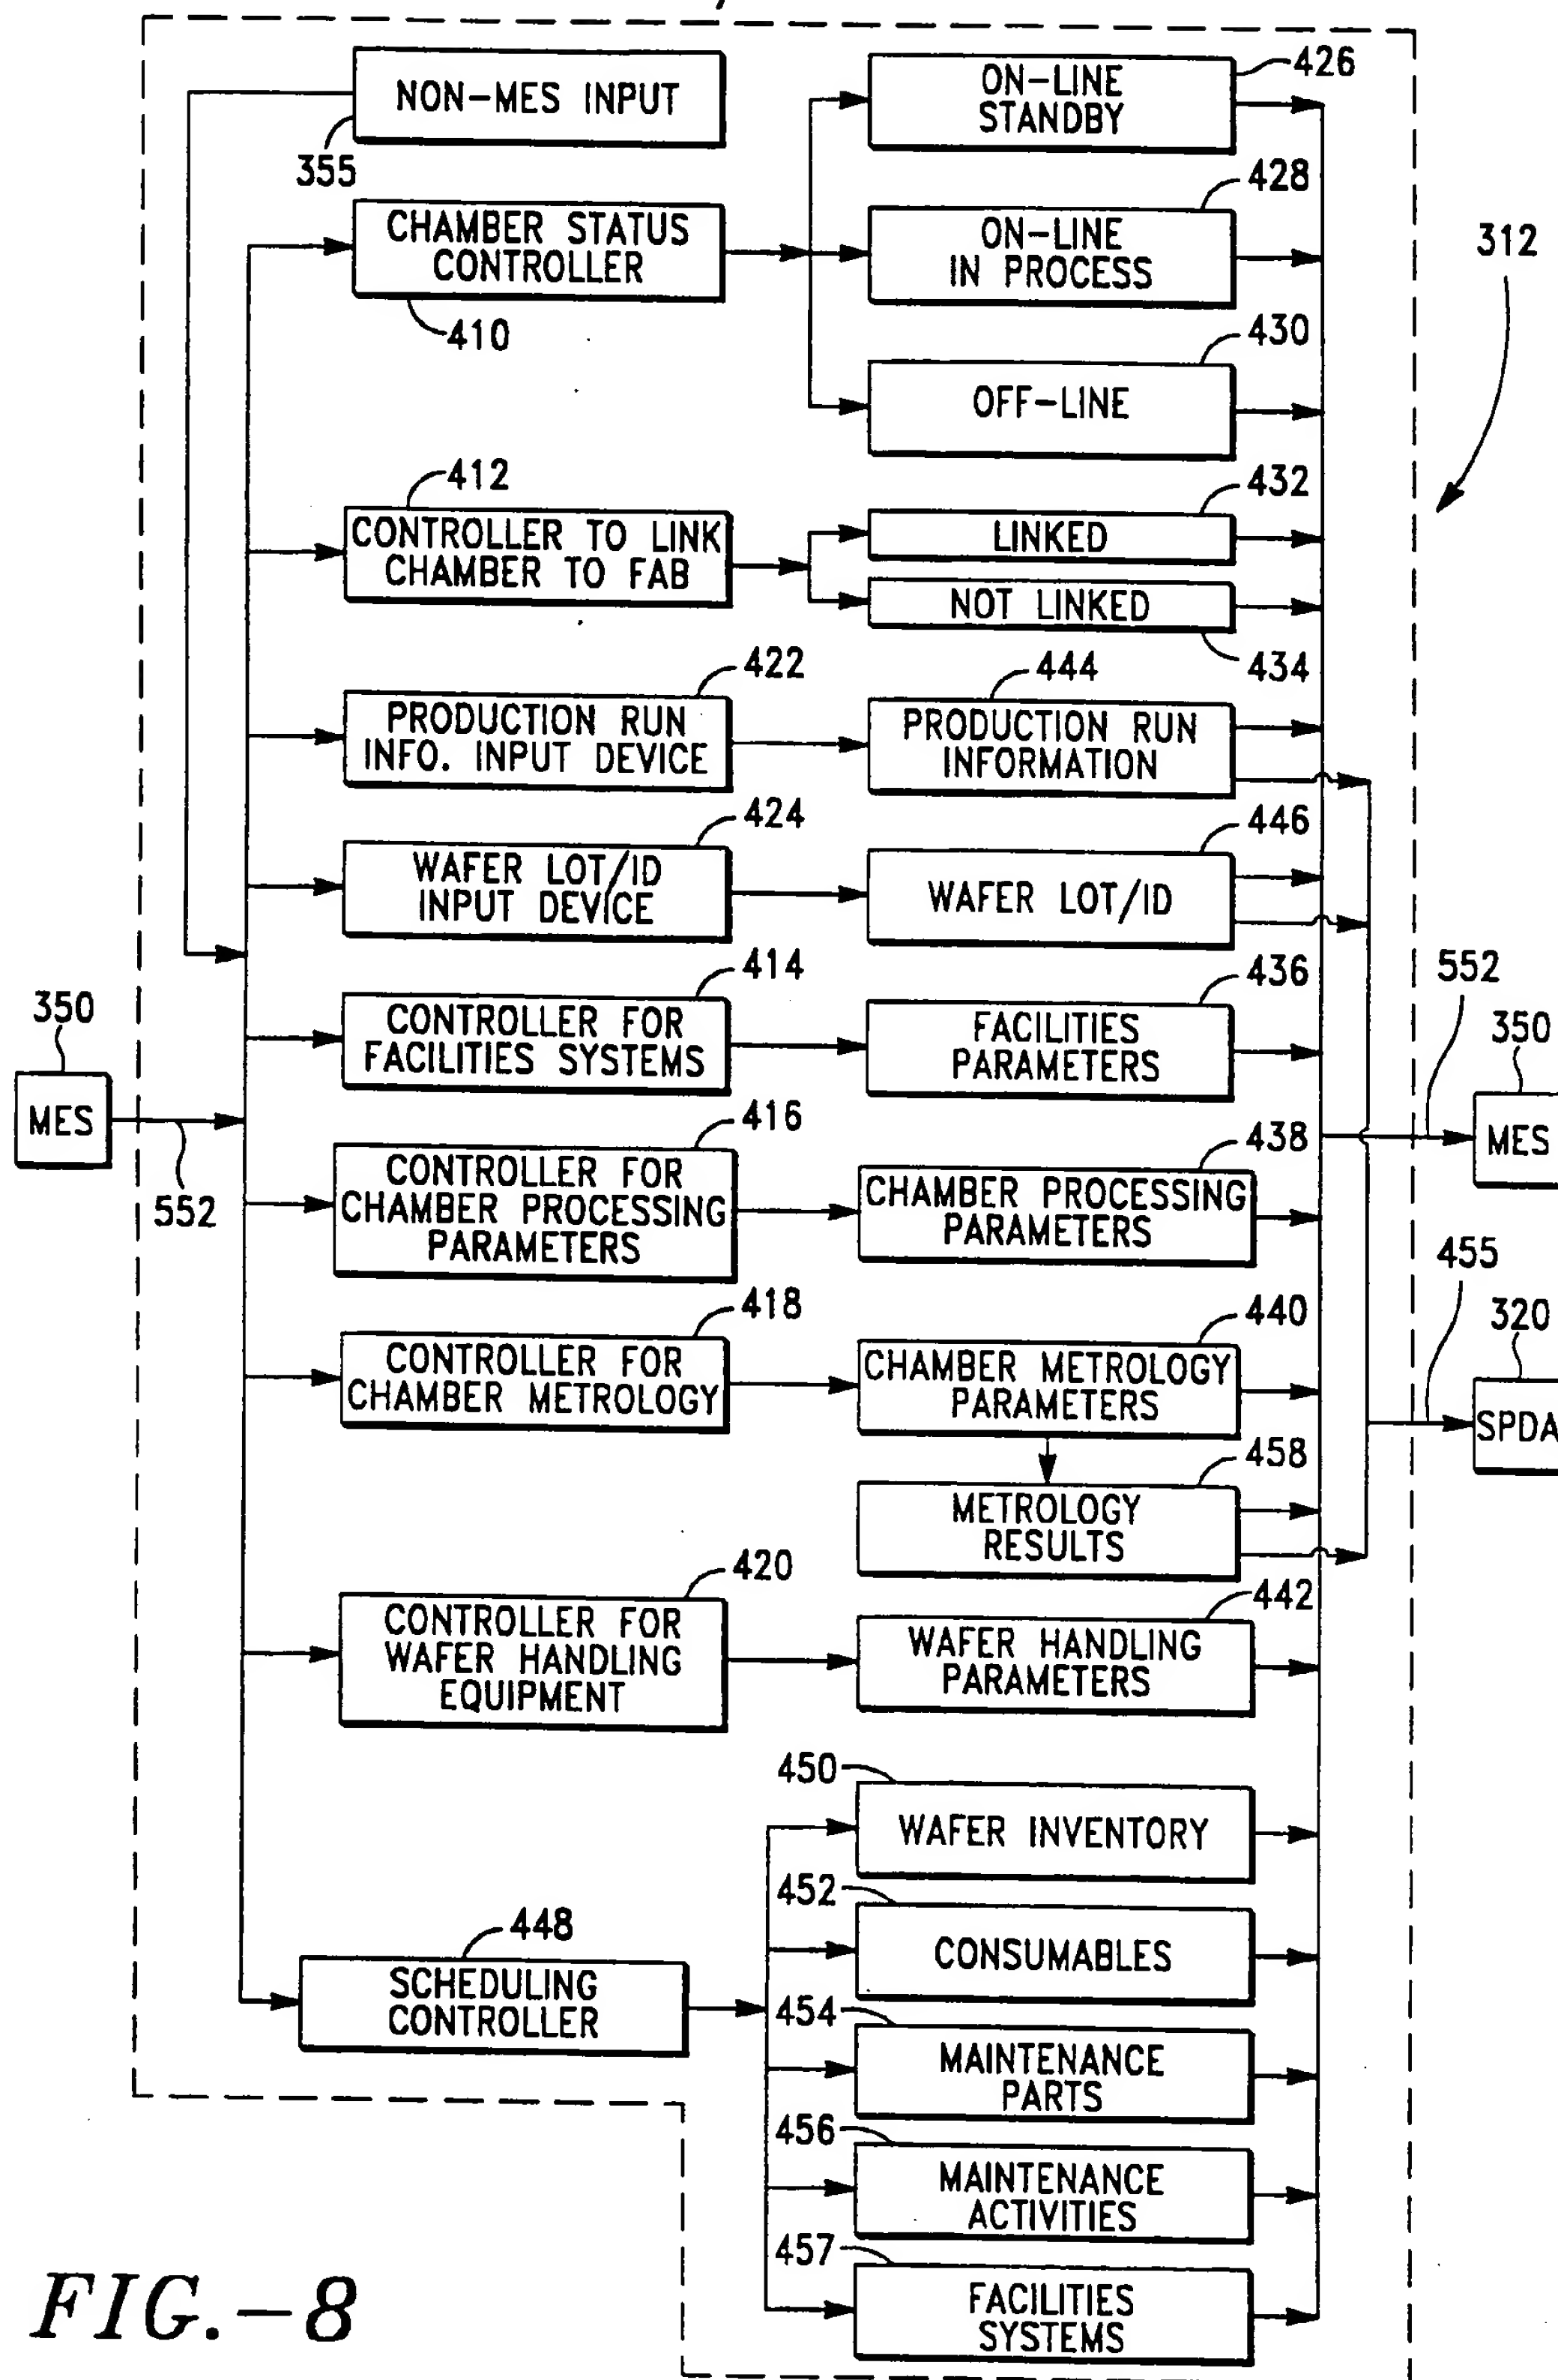 NON-MES INPUT
355
ON-LINE
STANDBY
426
CHAMBER STATUS
CONTROLLER
410
428
ON-LINE
IN PROCESS
312
430
OFF-LINE
412
CONTROLLER TO LINK
CHAMBER TO FAB
432
LINKED
NOT LINKED
434
422
PRODUCTION RUN
INFO. INPUT DEVICE
444
PRODUCTION RUN
INFORMATION
424
WAFER LOT/ID
INPUT DEVICE
446
WAFER LOT/ID
414
CONTROLLER FOR
FACILITIES SYSTEMS
436
FACILITIES
PARAMETERS
350
MES
552
552
350
MES
416
CONTROLLER FOR
CHAMBER PROCESSING
PARAMETERS
438
CHAMBER PROCESSING
PARAMETERS
455
320
SPDA
418
CONTROLLER FOR
CHAMBER METROLOGY
440
CHAMBER METROLOGY
PARAMETERS
458
METROLOGY
RESULTS
420
CONTROLLER FOR
WAFER HANDLING
EQUIPMENT
442
WAFER HANDLING
PARAMETERS
450
WAFER INVENTORY
448
SCHEDULING
CONTROLLER
452
CONSUMABLES
454
MAINTENANCE
PARTS
456
MAINTENANCE
ACTIVITIES
457
FACILITIES
SYSTEMS
FIG.-8